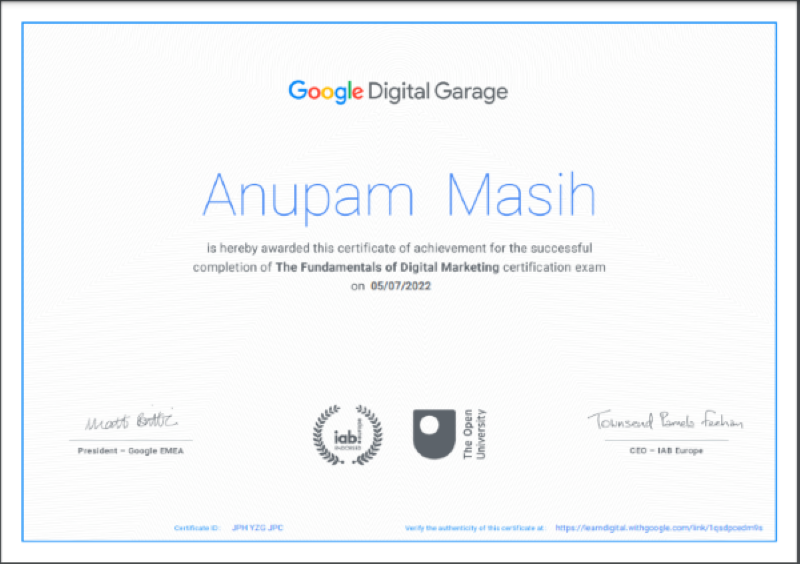 Google Digital Garage
Anupam Masih
is hereby awarded this certificate of achievement for the successful
completion of The Fundamentals of Digital Marketing certification exam
on 05/07/2022
Matt Brittin
President – Google EMEA
iab europe
ENDORSED
The Open
University
Townsend Feehan
CEO – IAB Europe
Certificate ID: JPH YZG JPC
Verify the authenticity of this certificate at: https://learndigital.withgoogle.com/link/1qsdpcedm9s